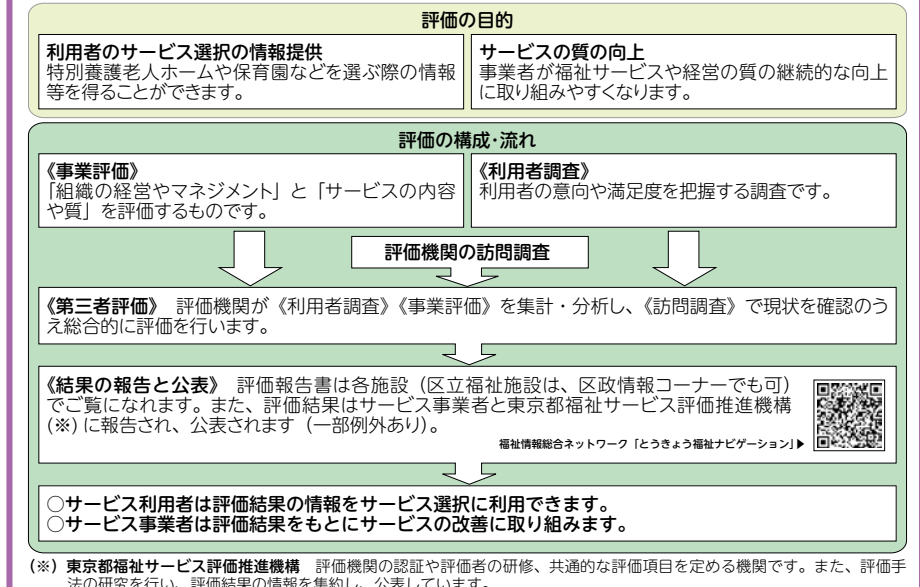 評価の目的
利用者のサービス選択の情報提供
特別養護老人ホームや保育園などを選ぶ際の情報
等を得ることができます。
サービスの質の向上
事業者が福祉サービスや経営の質の継続的な向上
に取り組みやすくなります。
評価の構成・流れ
《事業評価》
「組織の経営やマネジメント」と「サービスの内容
や質」を評価するものです。
《利用者調査》
利用者の意向や満足度を把握する調査です。
評価機関の訪問調査
《第三者評価》 評価機関が《利用者調査》《事業評価》を集計・分析し、《訪問調査》で現状を確認のう
え総合的に評価を行います。
《結果の報告と公表》 評価報告書は各施設（区立福祉施設は、区政情報コーナーでも可）
でご覧になれます。また、評価結果はサービス事業者と東京都福祉サービス評価推進機構
(※) に報告され、公表されます（一部例外あり）。
福祉情報総合ネットワーク「とうきょう福祉ナビゲーション」▶
○サービス利用者は評価結果の情報をサービス選択に利用できます。
○サービス事業者は評価結果をもとにサービスの改善に取り組みます。
(※) 東京都福祉サービス評価推進機構 評価機関の認証や評価者の研修、共通的な評価項目を定める機関です。また、評価手
法の研究を行い、評価結果の情報を集約し、公表しています。